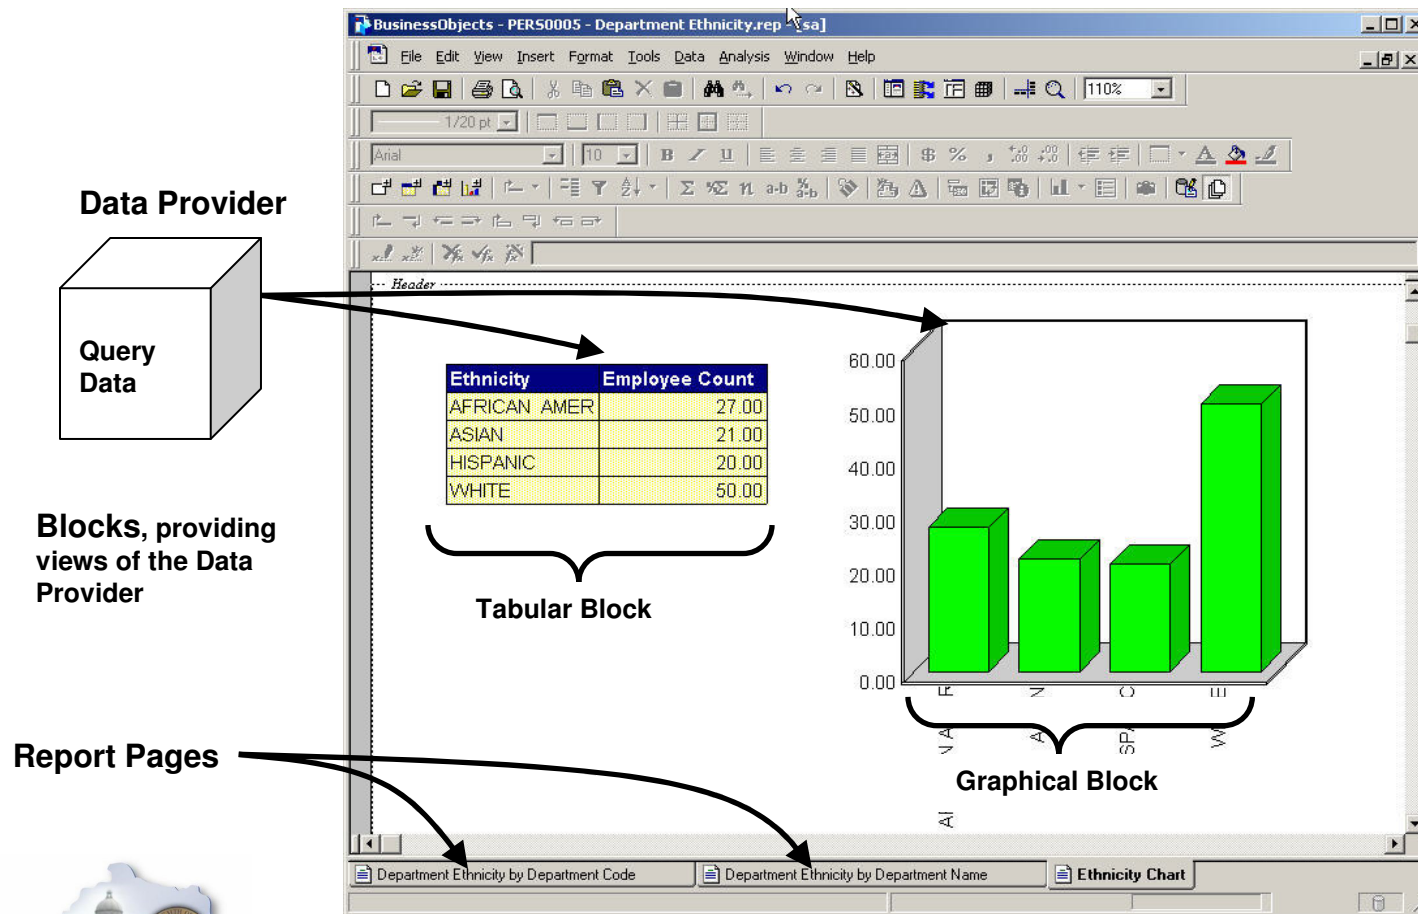 BusinessObjects - PERS0005 - Department Ethnicity.rep - [sa]
File Edit View Insert Format Tools Data Analysis Window Help
110%
1/20 pt
Arial 10
Data Provider
Query
Data
Blocks, providing
views of the Data
Provider
Report Pages
Header
Ethnicity Employee Count
AFRICAN AMER 27.00
ASIAN 21.00
HISPANIC 20.00
WHITE 50.00
Tabular Block
60.00
50.00
40.00
30.00
20.00
10.00
0.00
Graphical Block
Department Ethnicity by Department Code
Department Ethnicity by Department Name
Ethnicity Chart